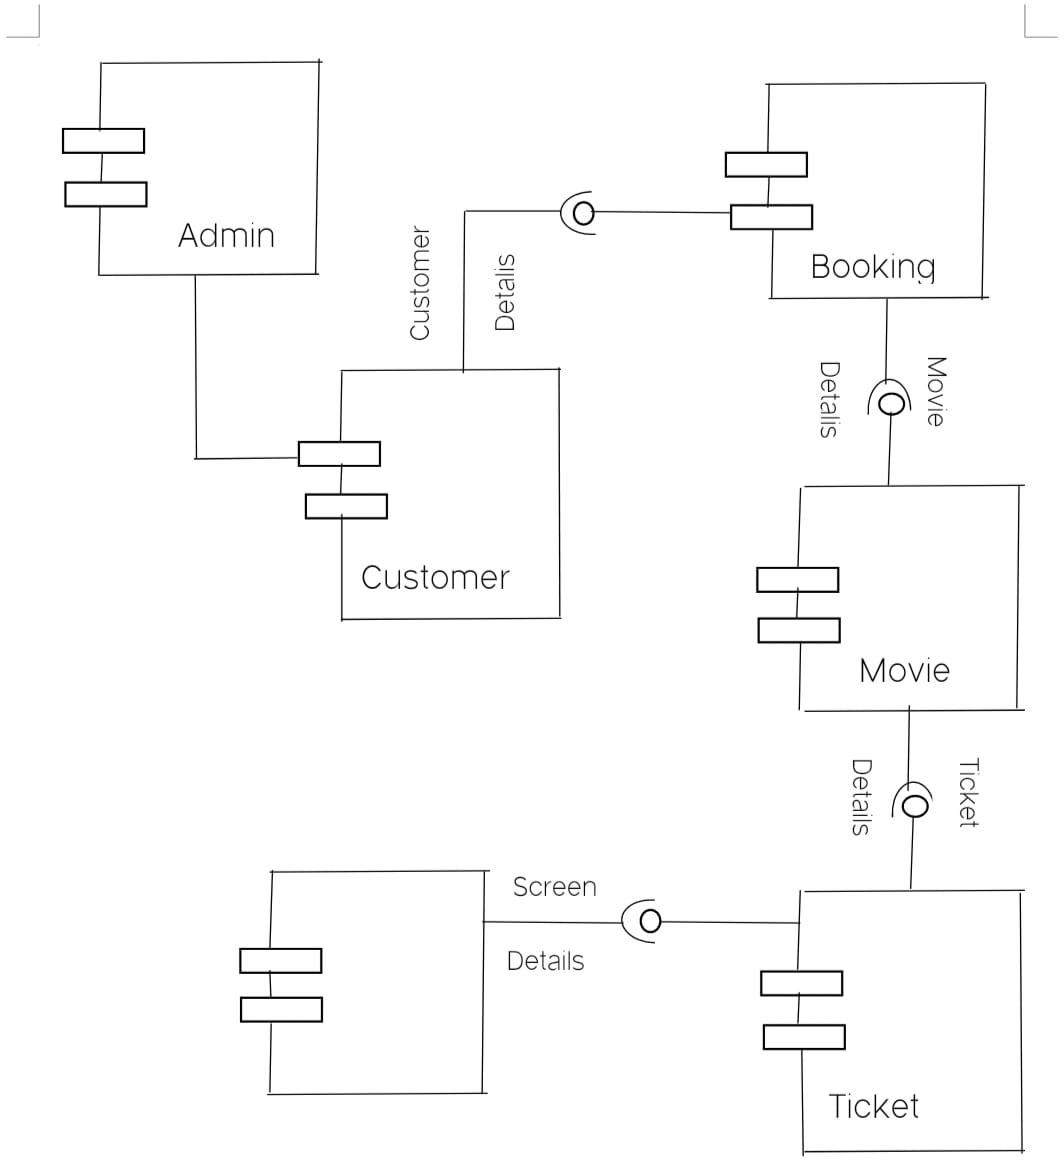 Admin
Customer
Detalis
Booking
Movie
Detalis
Customer
Movie
Ticket
Details
Screen
Details
Ticket